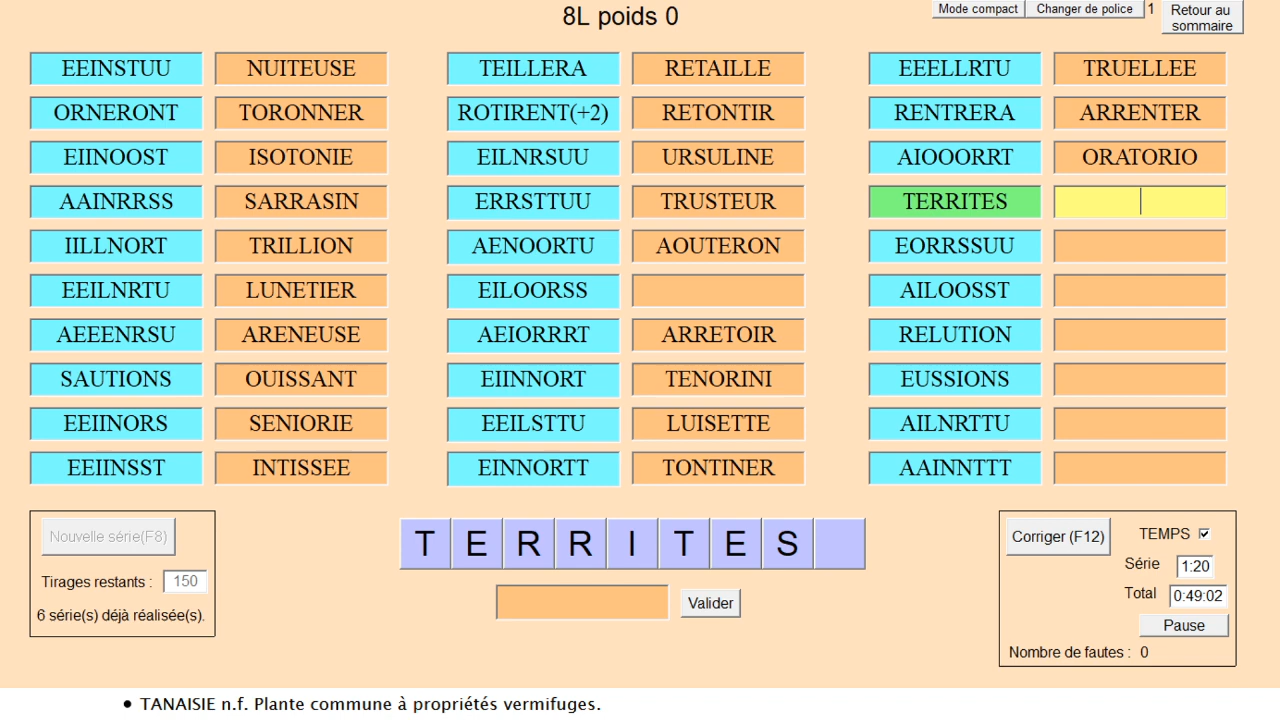 8L poids 0
Mode compact
Changer de police
1
Retour au
sommaire
EEINSTUU NUITEUSE TEILLERA RETAILLE EEELLRTU TRUELLEE
ORNERONT TORONNER ROTIRENT(+2) RETONTIR RENTRERA ARRENTER
EIINOOST ISOTONIE EILNRSUU URSULINE AIOOORRT ORATORIO
AAINRRSS SARRASIN ERRSTTUU TRUSTEUR TERRITES
IILLNORT TRILLION AENOORTU AOUTERON EORRSSUU
EEILNRTU LUNETIER EILOORSS AILOOSST
AEEENRSU ARENEUSE AEIORRRT ARRETOIR RELUTION
SAUTIONS OUISSANT EIINNORT TENORINI EUSSIONS
EEIINORS SENIORIE EEILSTTU LUISETTE AILNRTTU
EEIINSST INTISSEE EINNORTT TONTINER AAINNTTT
Nouvelle série(F8)
Tirages restants : 150
6 série(s) déjà réalisée(s).
T E R R I T E S
Valider
Corriger (F12)
TEMPS
Série 1:20
Total 0:49:02
Pause
Nombre de fautes : 0
• TANAISIE n.f. Plante commune à propriétés vermifuges.